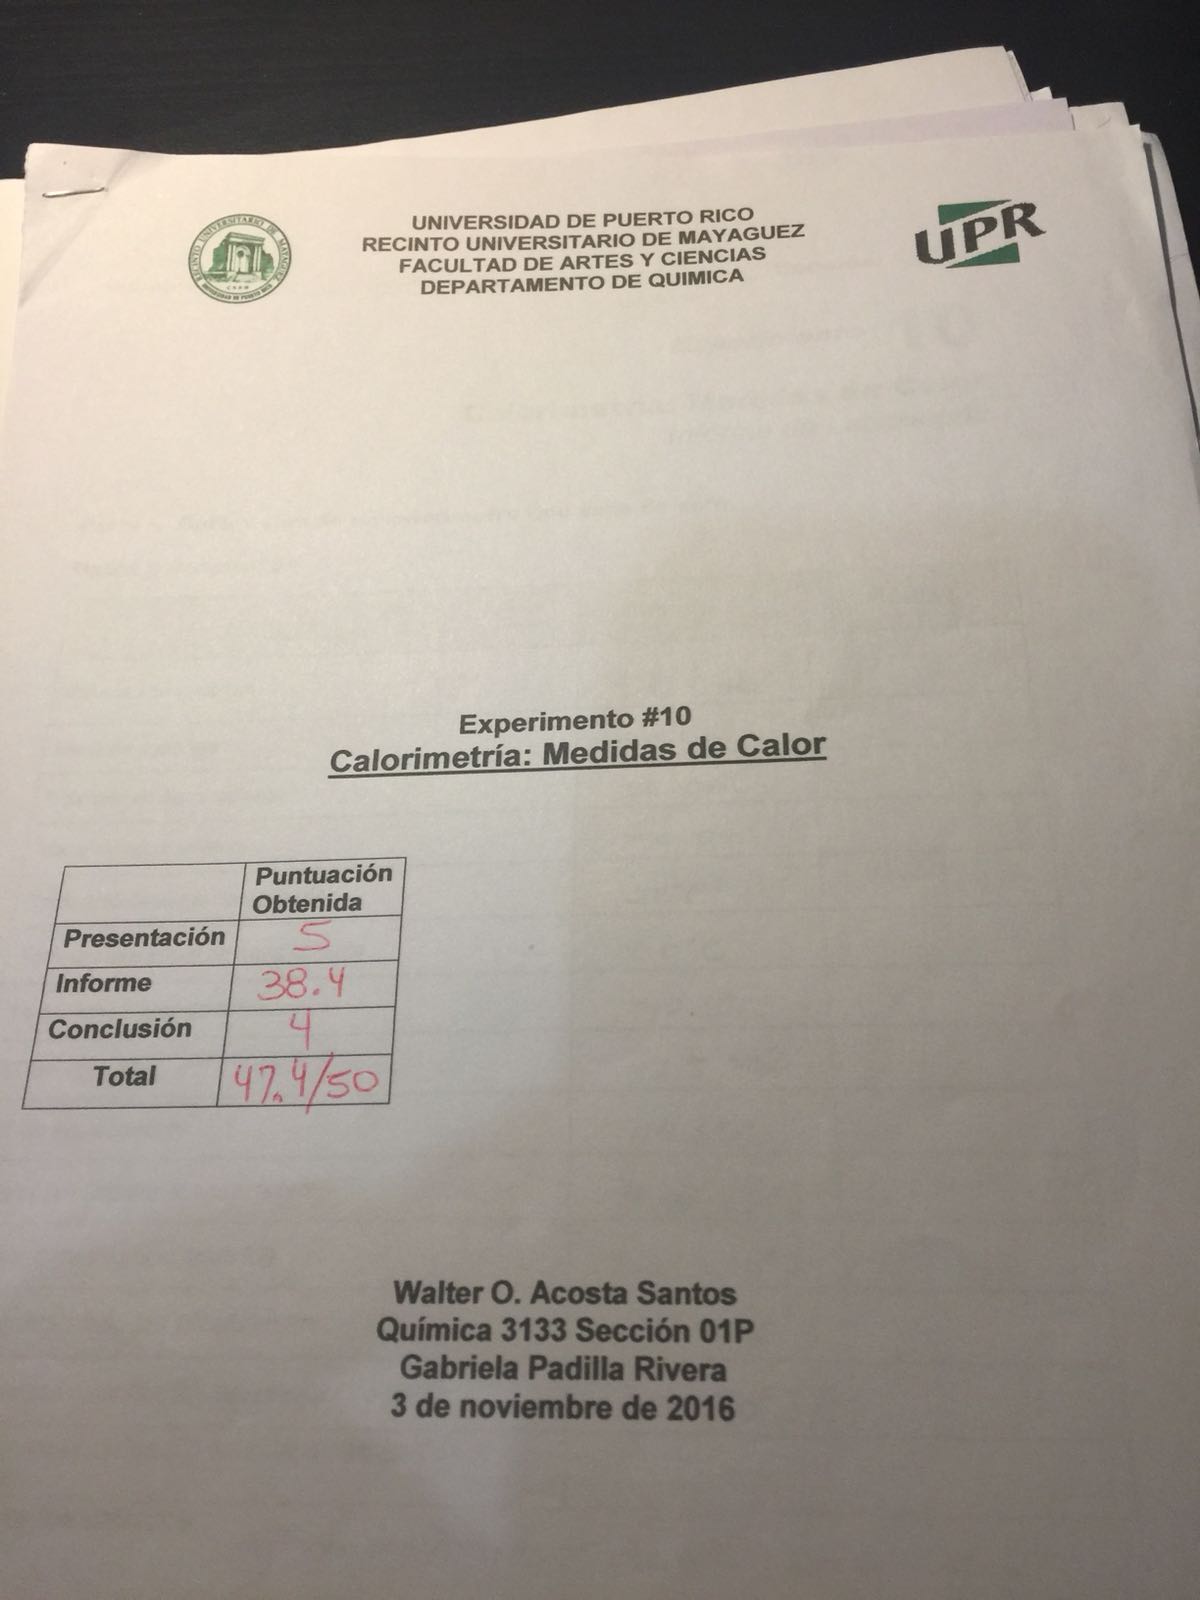 UNIVERSIDAD DE PUERTO RICO
RECINTO UNIVERSITARIO DE MAYAGUEZ
FACULTAD DE ARTES Y CIENCIAS
DEPARTAMENTO DE QUIMICA
RECINTO UNIVERSITARIO DE MAYAGUEZ
UNIVERSIDAD DE PUERTO RICO
UPR
Experimento #10
Calorimetría: Medidas de Calor
Puntuación
Obtenida
Presentación 5
Informe 38.4
Conclusión 4
Total 47.4/50
Walter O. Acosta Santos
Química 3133 Sección 01P
Gabriela Padilla Rivera
3 de noviembre de 2016